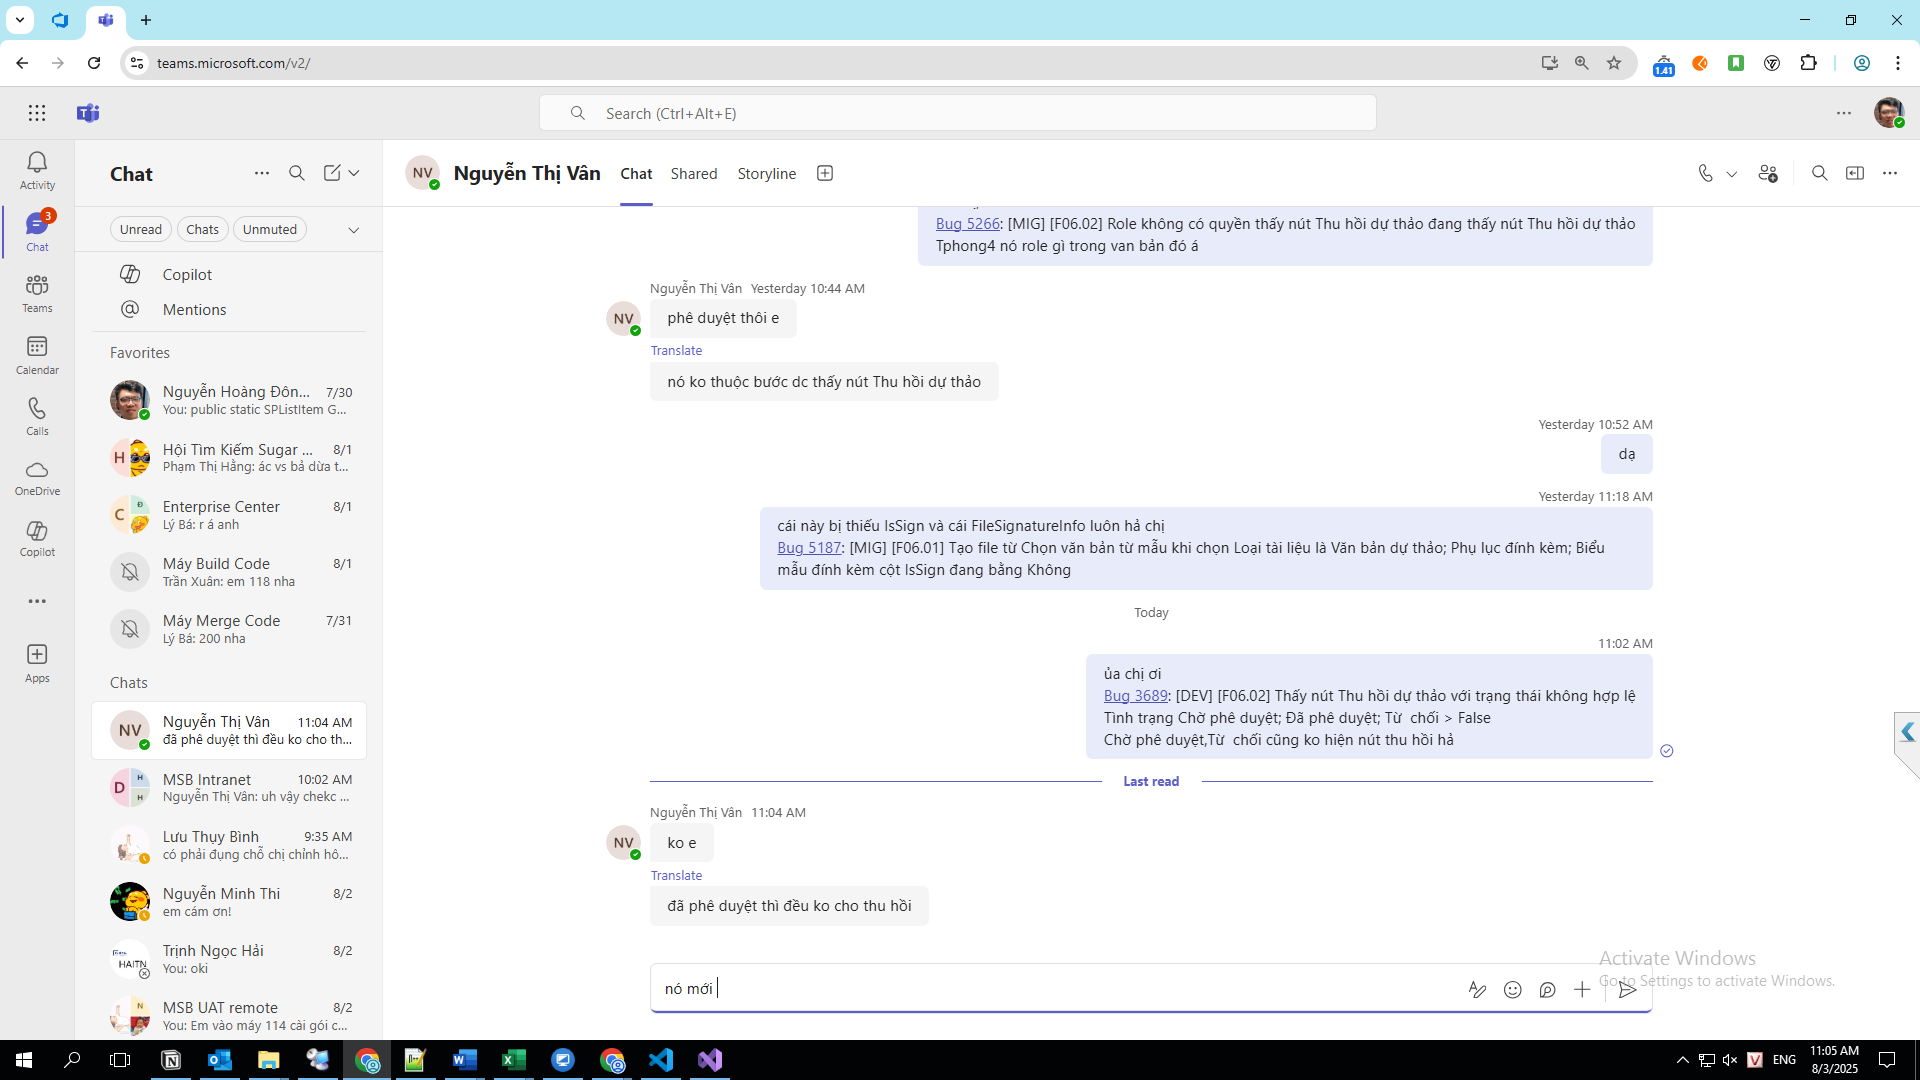 teams.microsoft.com/v2/
1.41
Search (Ctrl+Alt+E)
Activity
3
Chat
Teams
Calendar
Calls
OneDrive
Copilot
Apps
Chat
Unread
Chats
Unmuted
Copilot
Mentions
Favorites
Nguyễn Hoàng Đôn... 7/30
You: public static SPListItem G...
H
Hội Tìm Kiếm Sugar ... 8/1
Phạm Thị Hằng: ác vs bả dừa t...
C
Đ
Enterprise Center 8/1
Lý Bá: r á anh
Máy Build Code 8/1
Trần Xuân: em 118 nha
Máy Merge Code 7/31
Lý Bá: 200 nha
Chats
NV
Nguyễn Thị Vân 11:04 AM
đã phê duyệt thì đều ko cho th...
D
H
H
MSB Intranet 10:02 AM
Nguyễn Thị Vân: uh vậy chekc ...
Lưu Thụy Bình 9:35 AM
có phải đụng chỗ chị chỉnh hô...
Nguyễn Minh Thi 8/2
em cám ơn!
HAITN
Trịnh Ngọc Hải 8/2
You: oki
N
MSB UAT remote 8/2
You: Em vào máy 114 cài gói c...
NV
Nguyễn Thị Vân
Chat
Shared
Storyline
Bug 5266: [MIG] [F06.02] Role không có quyền thấy nút Thu hồi dự thảo đang thấy nút Thu hồi dự thảo
Tphong4 nó role gì trong van bản đó á
Nguyễn Thị Vân Yesterday 10:44 AM
NV
phê duyệt thôi e
Translate
nó ko thuộc bước dc thấy nút Thu hồi dự thảo
Yesterday 10:52 AM
dạ
Yesterday 11:18 AM
cái này bị thiếu IsSign và cái FileSignatureInfo luôn hả chị
Bug 5187: [MIG] [F06.01] Tạo file từ Chọn văn bản từ mẫu khi chọn Loại tài liệu là Văn bản dự thảo; Phụ lục đính kèm; Biểu
mẫu đính kèm cột IsSign đang bằng Không
Today
11:02 AM
ủa chị ơi
Bug 3689: [DEV] [F06.02] Thấy nút Thu hồi dự thảo với trạng thái không hợp lệ
Tình trạng Chờ phê duyệt; Đã phê duyệt; Từ chối > False
Chờ phê duyệt,Từ chối cũng ko hiện nút thu hồi hả
Last read
Nguyễn Thị Vân 11:04 AM
NV
ko e
Translate
đã phê duyệt thì đều ko cho thu hồi
nó mới
Activate Windows
Go to Settings to activate Windows.
ENG
11:05 AM
8/3/2025